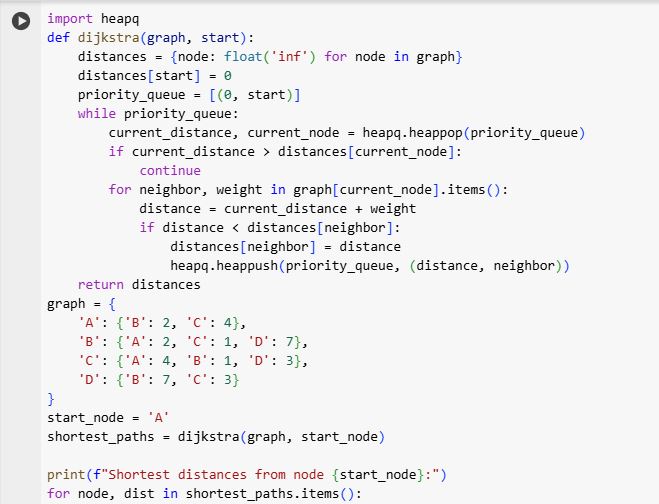 import heapq
def dijkstra(graph, start):
    distances = {node: float('inf') for node in graph}
    distances[start] = 0
    priority_queue = [(0, start)]
    while priority_queue:
        current_distance, current_node = heapq.heappop(priority_queue)
        if current_distance > distances[current_node]:
            continue
        for neighbor, weight in graph[current_node].items():
            distance = current_distance + weight
            if distance < distances[neighbor]:
                distances[neighbor] = distance
                heapq.heappush(priority_queue, (distance, neighbor))
    return distances
graph = {
    'A': {'B': 2, 'C': 4},
    'B': {'A': 2, 'C': 1, 'D': 7},
    'C': {'A': 4, 'B': 1, 'D': 3},
    'D': {'B': 7, 'C': 3}
}
start_node = 'A'
shortest_paths = dijkstra(graph, start_node)
print(f"Shortest distances from node {start_node}:")
for node, dist in shortest_paths.items():